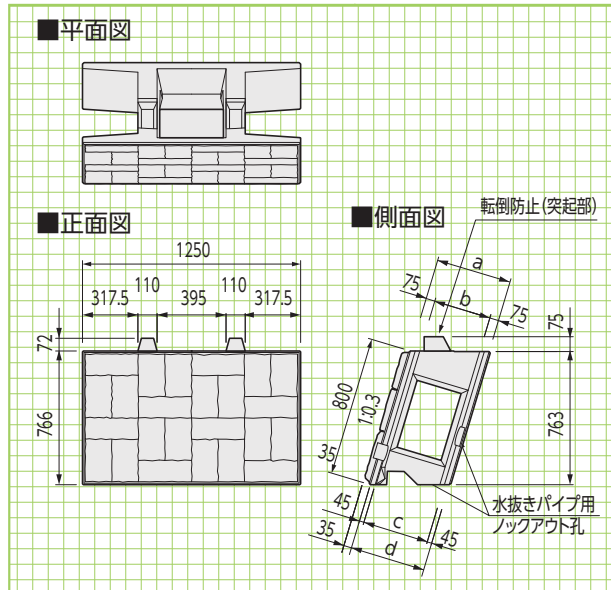 ■平面図
■正面図
1250
317.5 110 395 110 317.5
72
766
■側面図
転倒防止(突起部)
a
75 b 75
75
800
1:0.3
763
35
45 c 45
35 d
水抜きパイプ用
ノックアウト孔